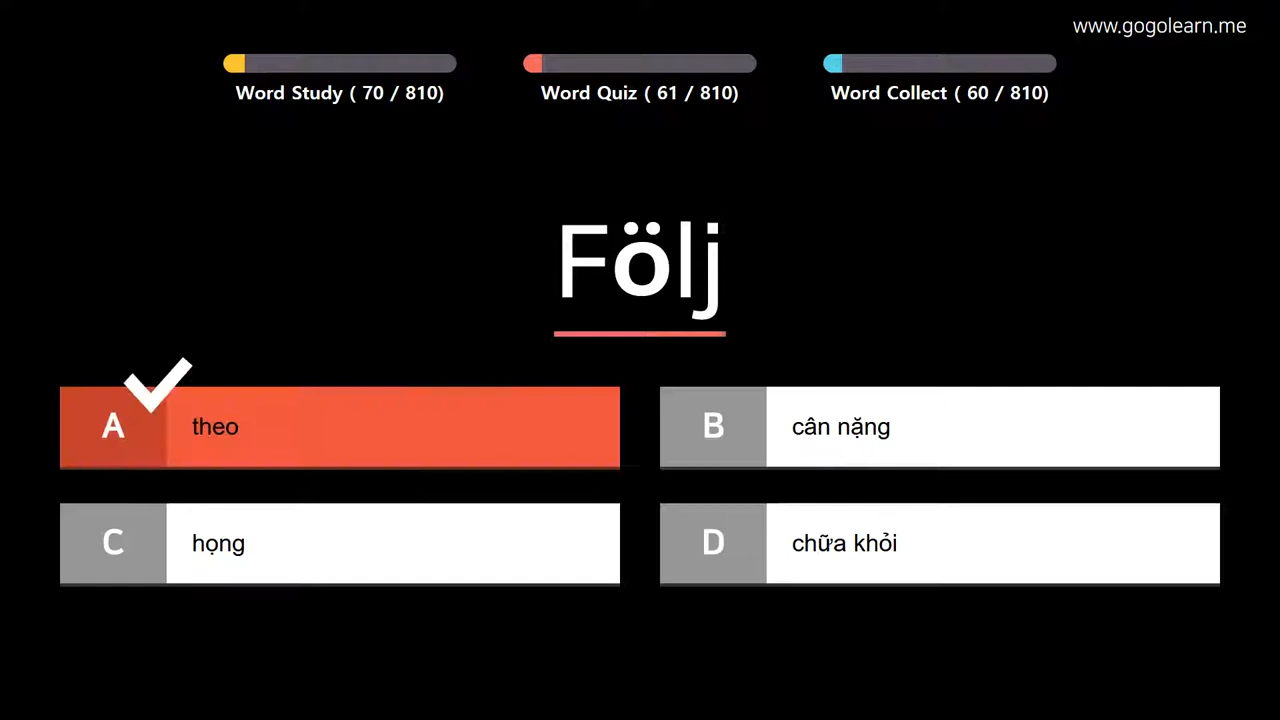 www.gogolearn.me
Word Study ( 70 / 810)
Word Quiz ( 61 / 810)
Word Collect ( 60 / 810)
Följ
A theo
B cân nặng
C họng
D chữa khỏi